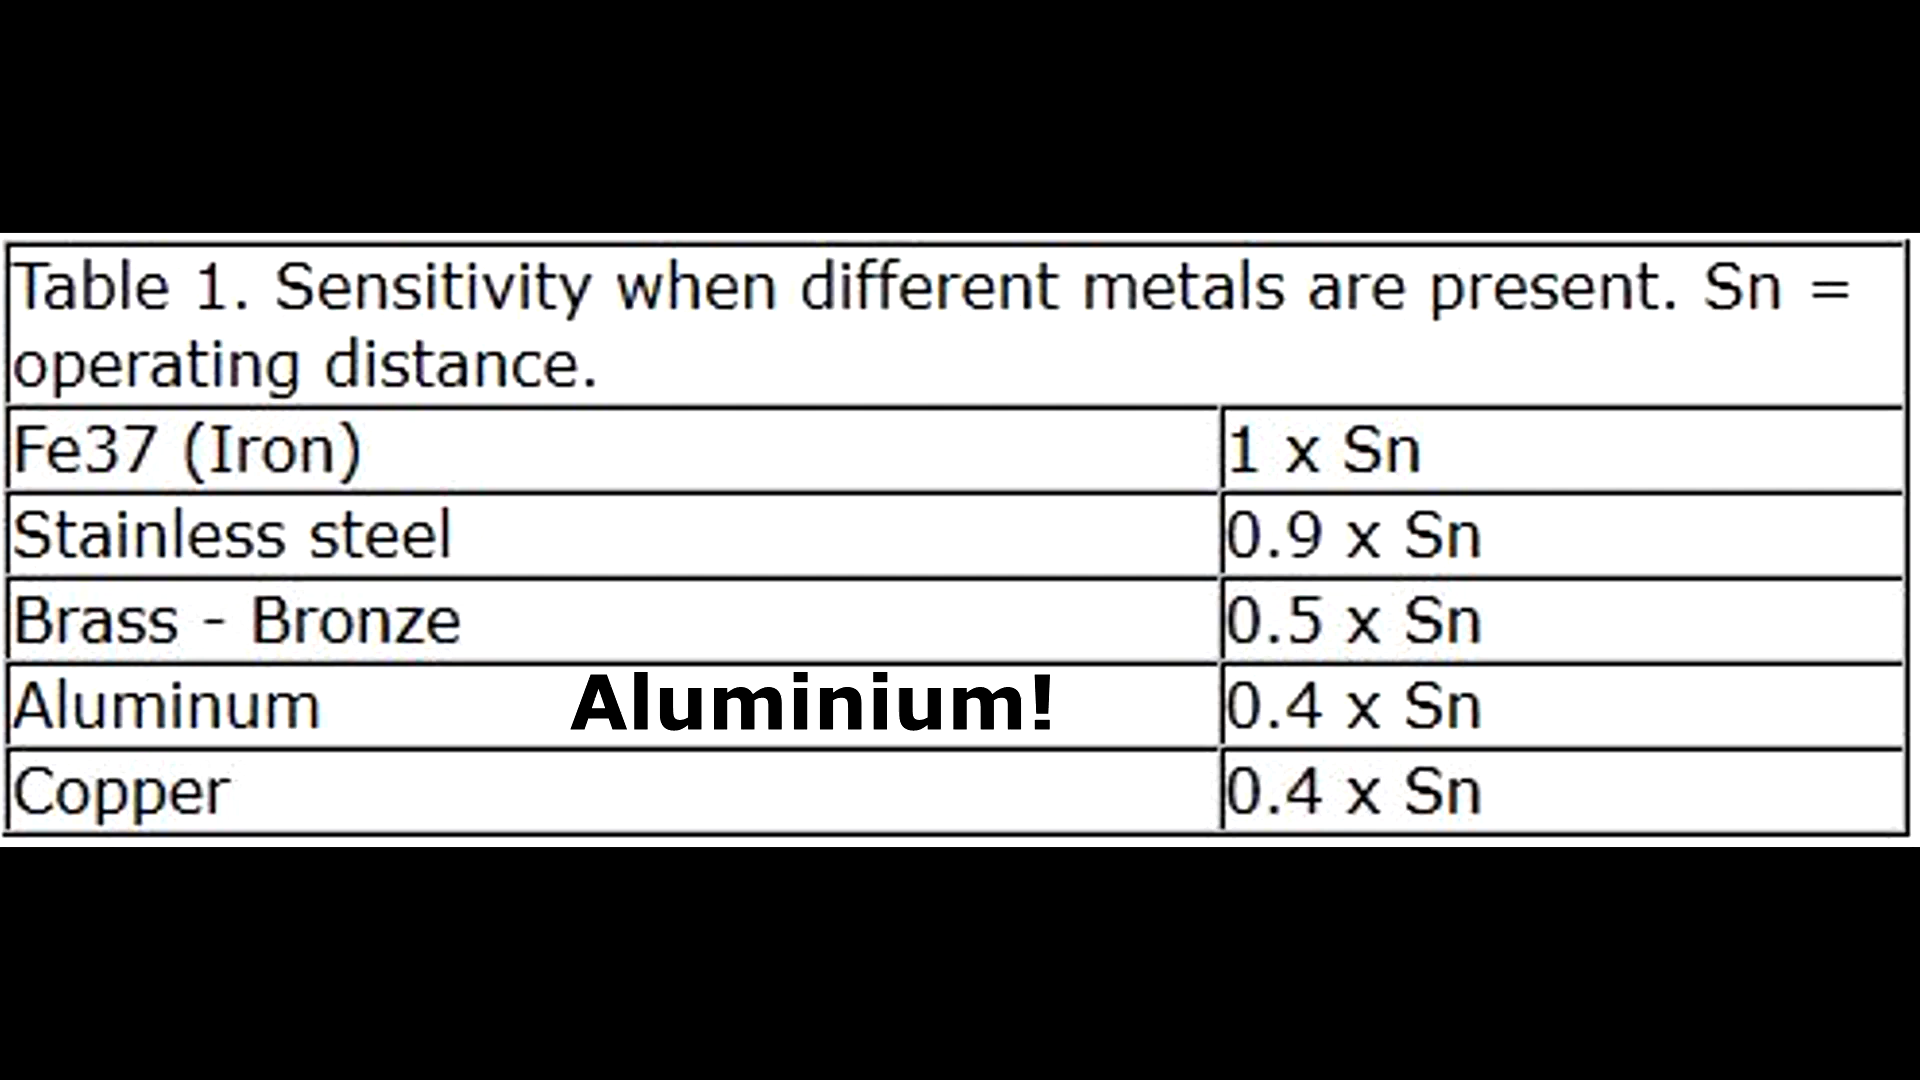 Table 1. Sensitivity when different metals are present. Sn =
operating distance.
Fe37 (Iron) 1 x Sn
Stainless steel 0.9 x Sn
Brass - Bronze 0.5 x Sn
Aluminum Aluminium! 0.4 x Sn
Copper 0.4 x Sn